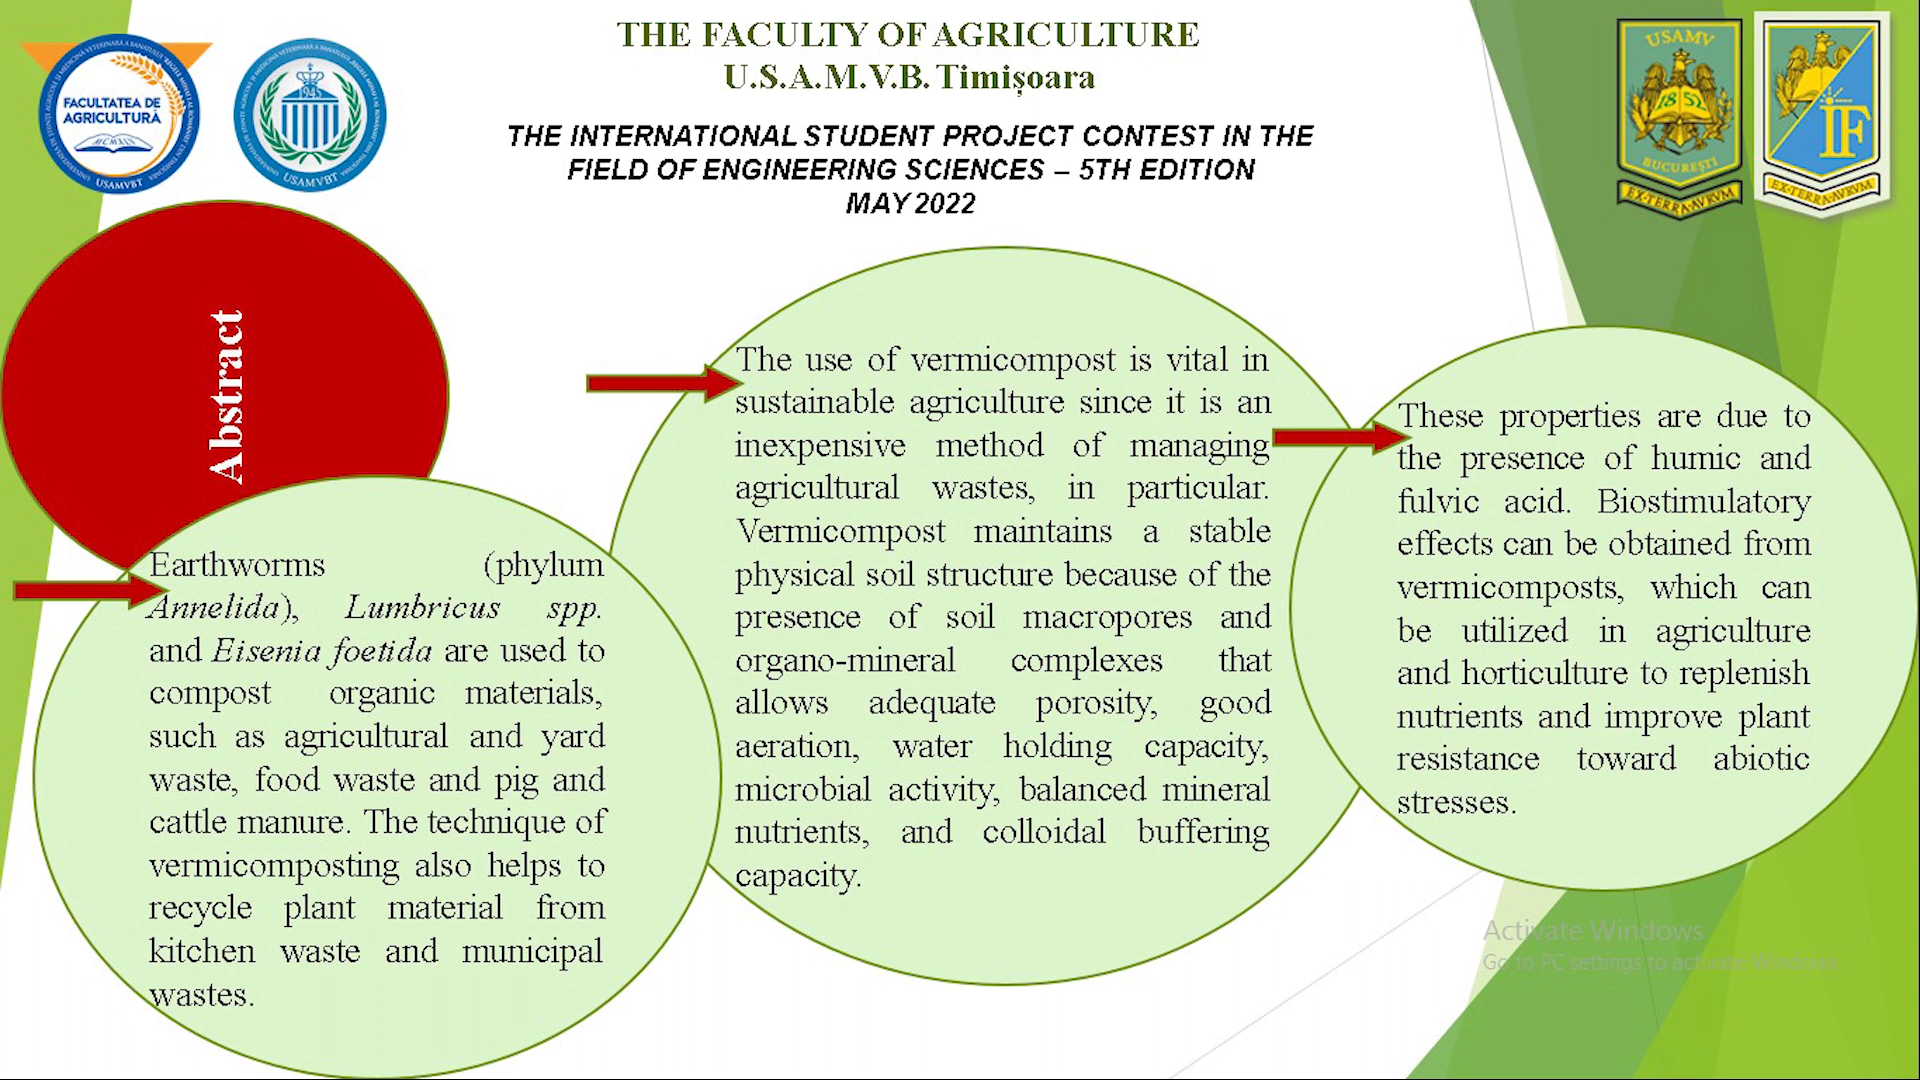 THE FACULTY OF AGRICULTURE
U.S.A.M.V.B. Timișoara
THE INTERNATIONAL STUDENT PROJECT CONTEST IN THE
FIELD OF ENGINEERING SCIENCES – 5TH EDITION
MAY 2022
FACULTATEA DE
AGRICULTURĂ
MCMXLV
USAMVBT
1945
USAMVBT
USAMV
1852
BUCUREȘTI
EX·TERRA·AVRVM
IF
EX·TERRA·AVRVM
Abstract
Earthworms (phylum
Annelida), Lumbricus spp.
and Eisenia foetida are used to
compost organic materials,
such as agricultural and yard
waste, food waste and pig and
cattle manure. The technique of
vermicomposting also helps to
recycle plant material from
kitchen waste and municipal
wastes.
The use of vermicompost is vital in
sustainable agriculture since it is an
inexpensive method of managing
agricultural wastes, in particular.
Vermicompost maintains a stable
physical soil structure because of the
presence of soil macropores and
organo-mineral complexes that
allows adequate porosity, good
aeration, water holding capacity,
microbial activity, balanced mineral
nutrients, and colloidal buffering
capacity.
These properties are due to
the presence of humic and
fulvic acid. Biostimulatory
effects can be obtained from
vermicomposts, which can
be utilized in agriculture
and horticulture to replenish
nutrients and improve plant
resistance toward abiotic
stresses.
Activate Windows
Go to PC settings to activate Windows.